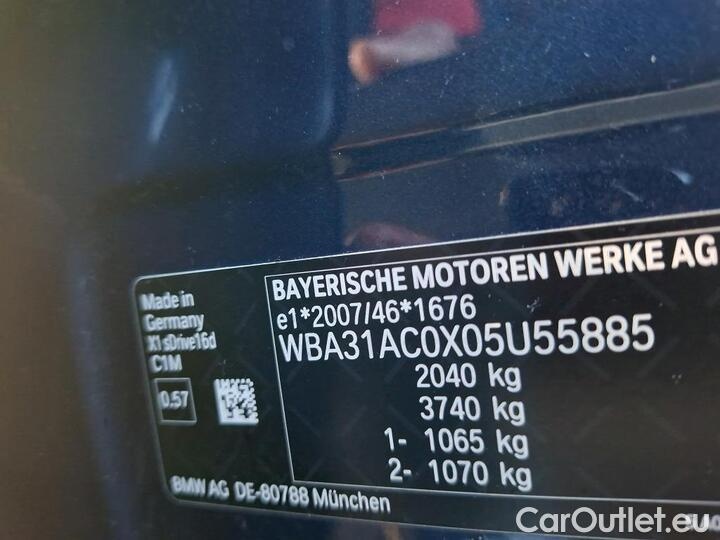 BAYERISCHE MOTOREN WERKE AG
e1*2007/46*1676
WBA31AC0X05U55885
2040 kg
3740 kg
1- 1065 kg
2- 1070 kg
Made in
Germany
X1 sDrive16d
C1M
0.57
BMW AG DE-80788 München
CarOutlet.eu